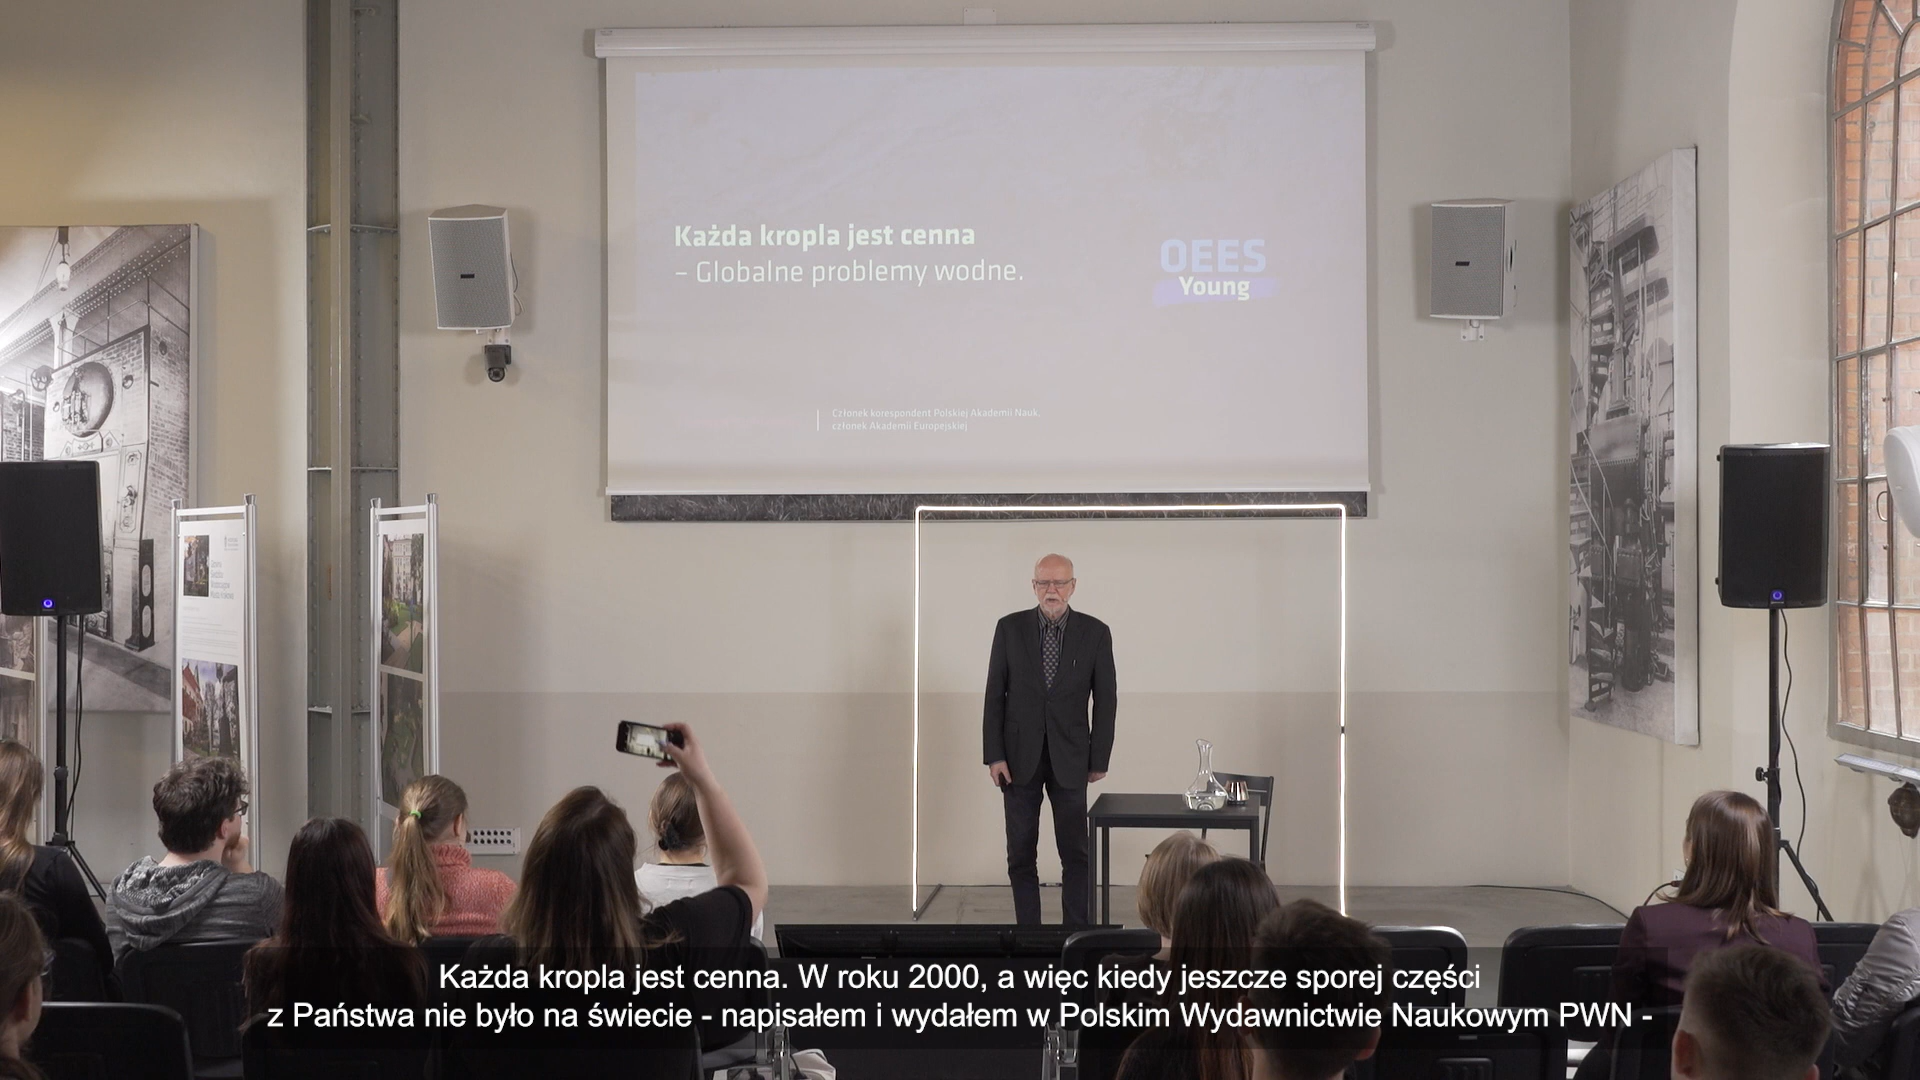 Każda kropla jest cenna
– Globalne problemy wodne.
OEES
Young
Członek korespondent Polskiej Akademii Nauk,
członek Akademii Europejskiej
Każda kropla jest cenna. W roku 2000, a więc kiedy jeszcze sporej części
z Państwa nie było na świecie - napisałem i wydałem w Polskim Wydawnictwie Naukowym PWN -